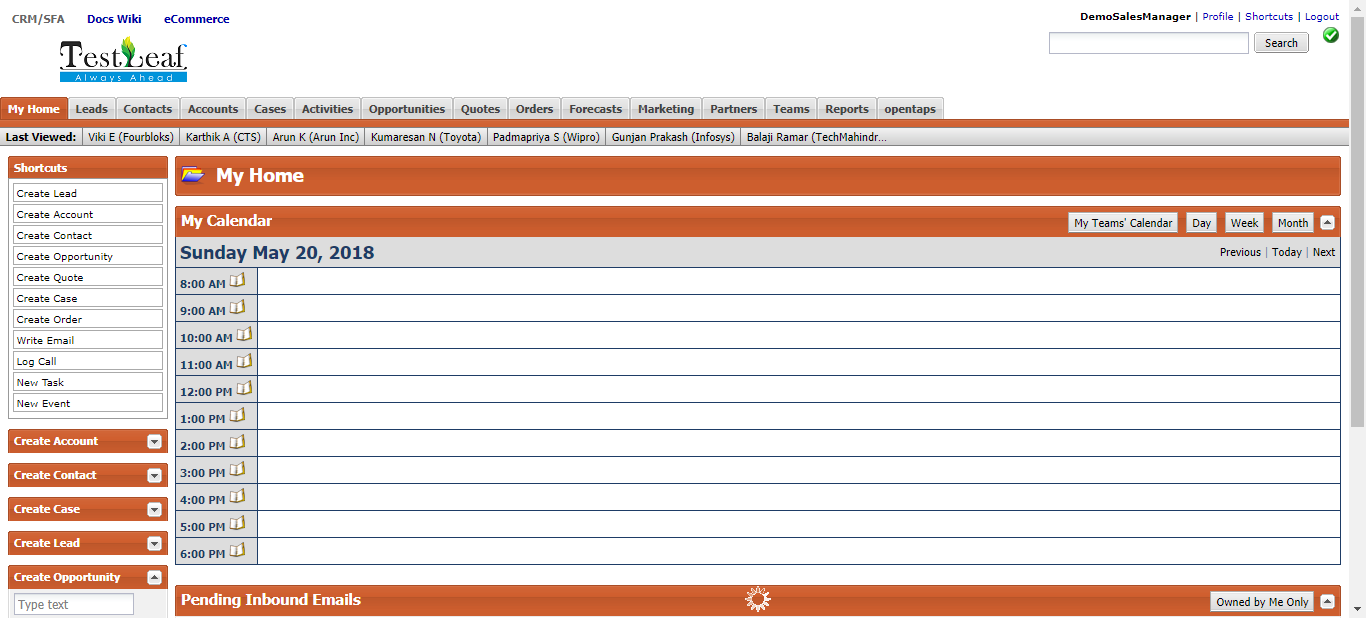 CRM/SFA Docs Wiki eCommerce
DemoSalesManager | Profile | Shortcuts | Logout
Search
TestLeaf
Always Ahead
My Home Leads Contacts Accounts Cases Activities Opportunities Quotes Orders Forecasts Marketing Partners Teams Reports opentaps
Last Viewed: Viki E (Fourbloks) Karthik A (CTS) Arun K (Arun Inc) Kumaresan N (Toyota) Padmapriya S (Wipro) Gunjan Prakash (Infosys) Balaji Ramar (TechMahindr...
Shortcuts
Create Lead
Create Account
Create Contact
Create Opportunity
Create Quote
Create Case
Create Order
Write Email
Log Call
New Task
New Event
Create Account
Create Contact
Create Case
Create Lead
Create Opportunity
Type text
My Home
My Calendar My Teams' Calendar Day Week Month
Sunday May 20, 2018 Previous | Today | Next
8:00 AM
9:00 AM
10:00 AM
11:00 AM
12:00 PM
1:00 PM
2:00 PM
3:00 PM
4:00 PM
5:00 PM
6:00 PM
Pending Inbound Emails Owned by Me Only